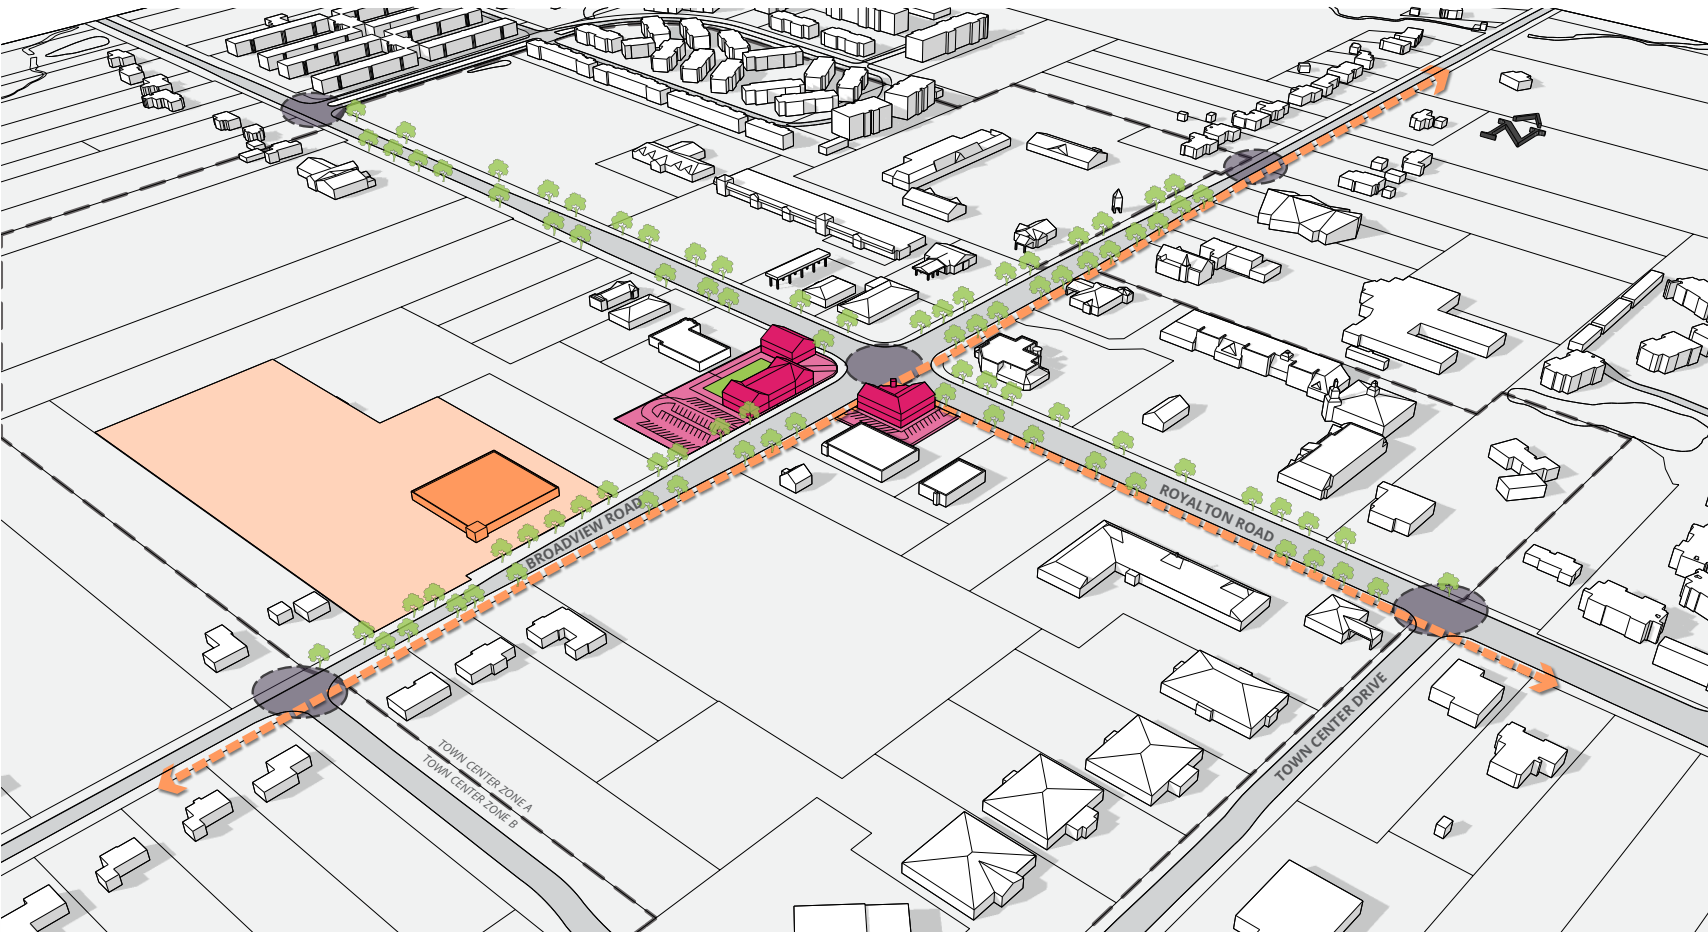 BROADVIEW ROAD
ROYALTON ROAD
TOWN CENTER DRIVE
TOWN CENTER ZONE A
TOWN CENTER ZONE B